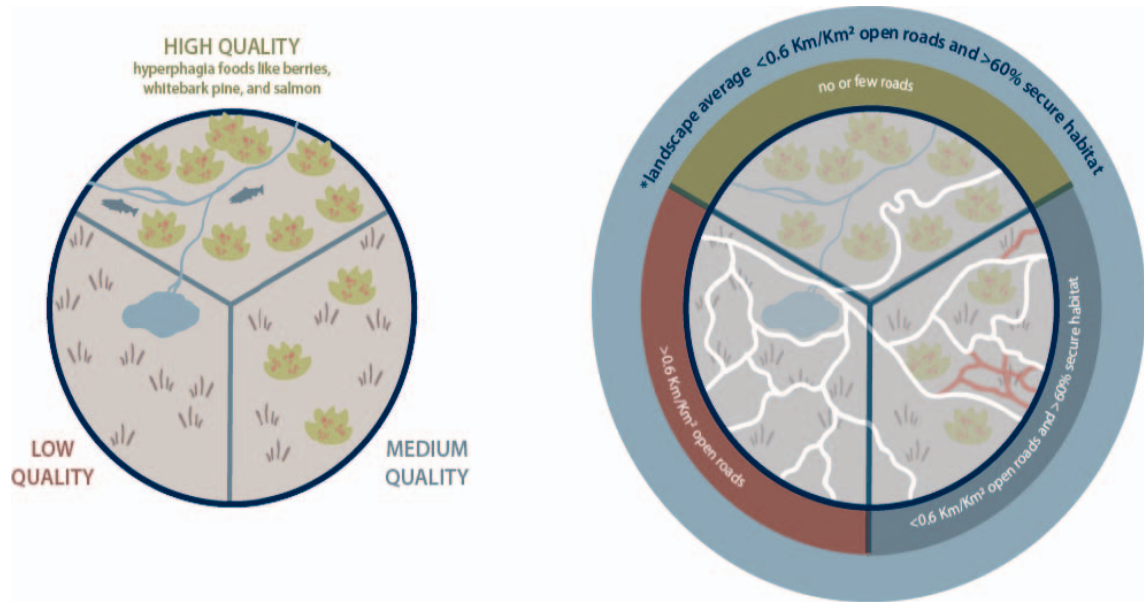 HIGH QUALITY
hyperphagia foods like berries,
whitebark pine, and salmon
LOW
QUALITY
MEDIUM
QUALITY
*landscape average <0.6 Km/Km² open roads and >60% secure habitat
no or few roads
>0.6 Km/Km² open roads
<0.6 Km/Km² open roads and >60% secure habitat